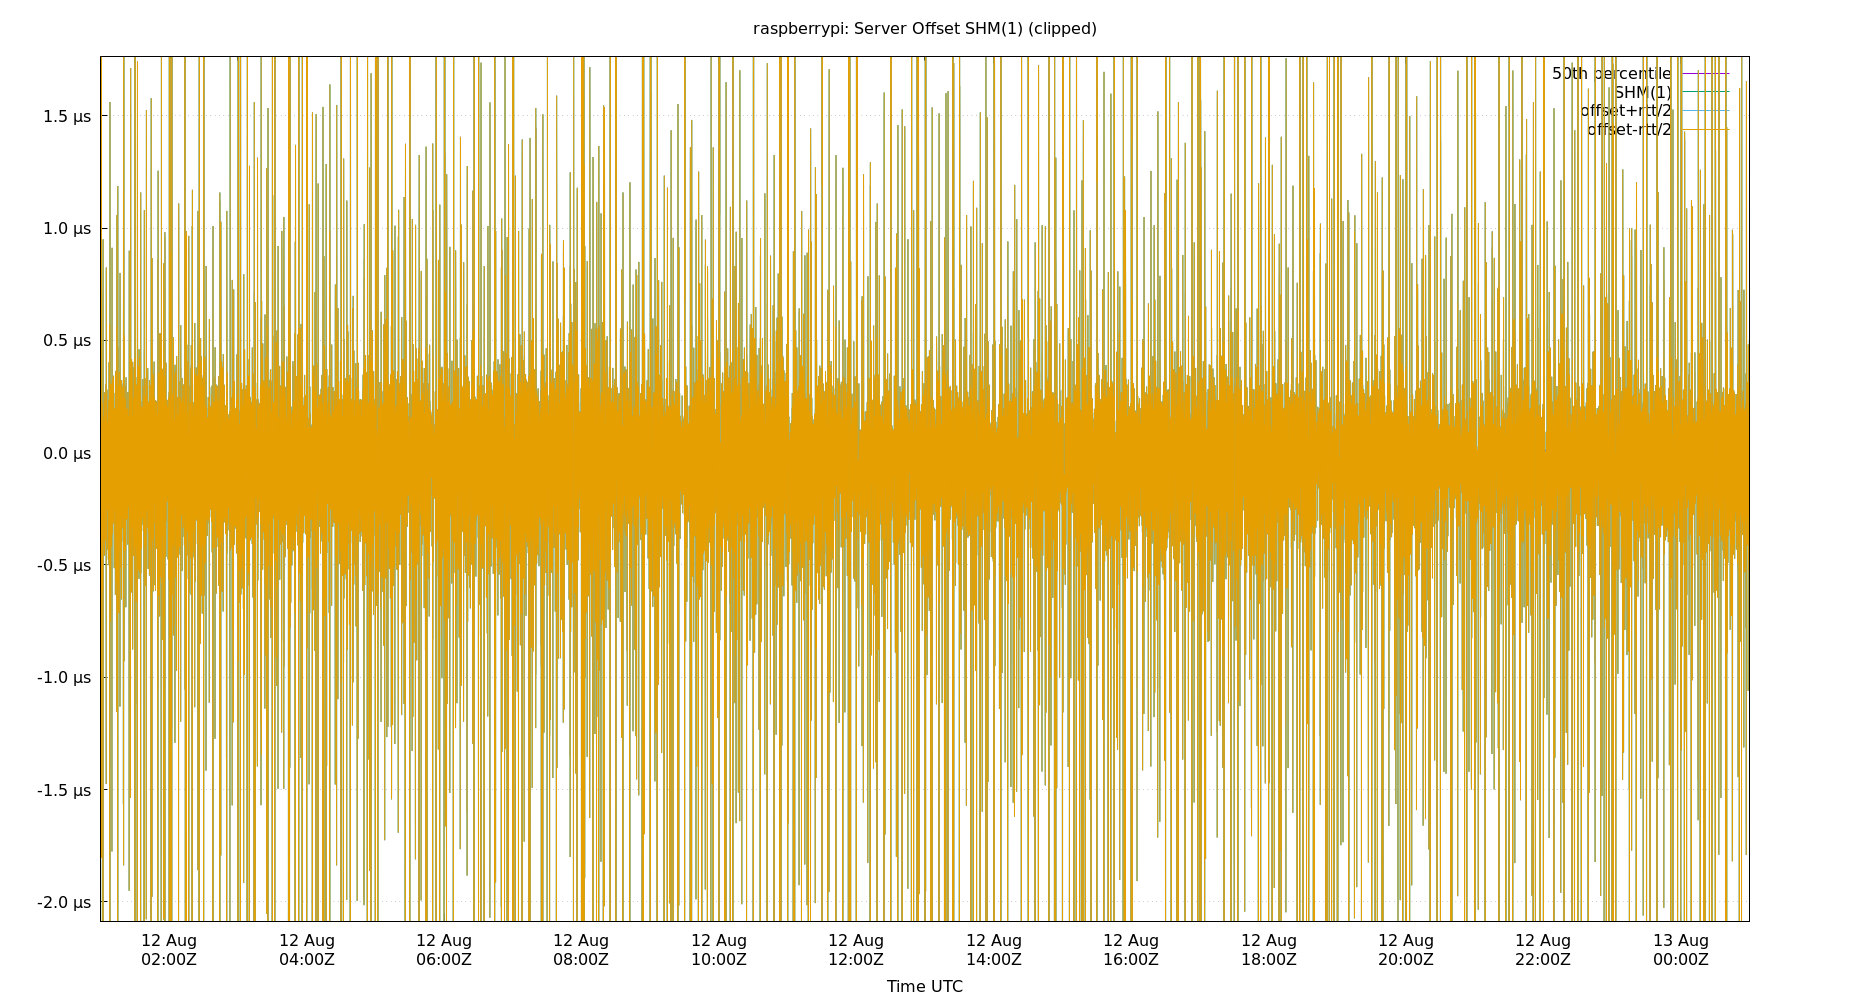 raspberrypi: Server Offset SHM(1) (clipped)
50th percentile
SHM(1)
offset+rtt/2
offset-rtt/2
1.5 µs
1.0 µs
0.5 µs
0.0 µs
-0.5 µs
-1.0 µs
-1.5 µs
-2.0 µs
12 Aug 12 Aug 12 Aug 12 Aug 12 Aug 12 Aug 12 Aug 12 Aug 12 Aug 12 Aug 12 Aug 13 Aug
02:00Z 04:00Z 06:00Z 08:00Z 10:00Z 12:00Z 14:00Z 16:00Z 18:00Z 20:00Z 22:00Z 00:00Z
Time UTC